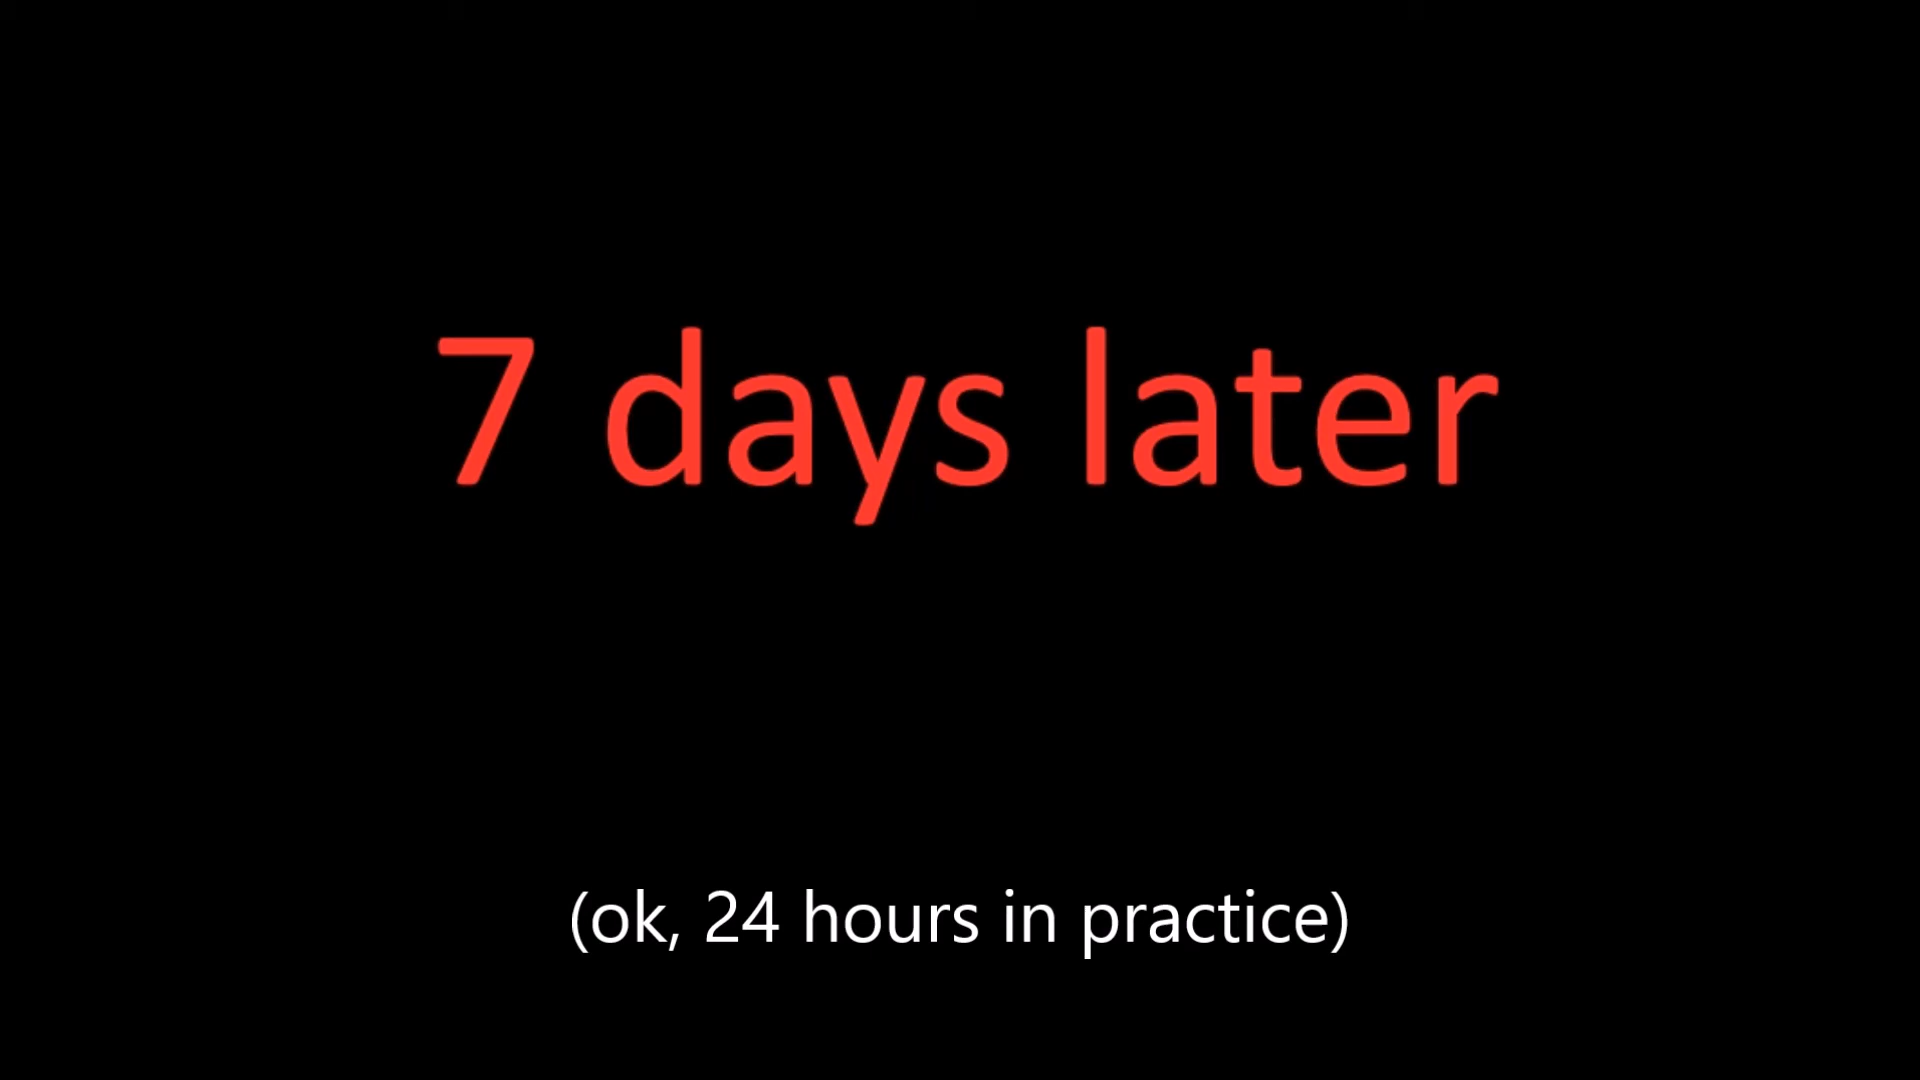 7 days later
(ok, 24 hours in practice)